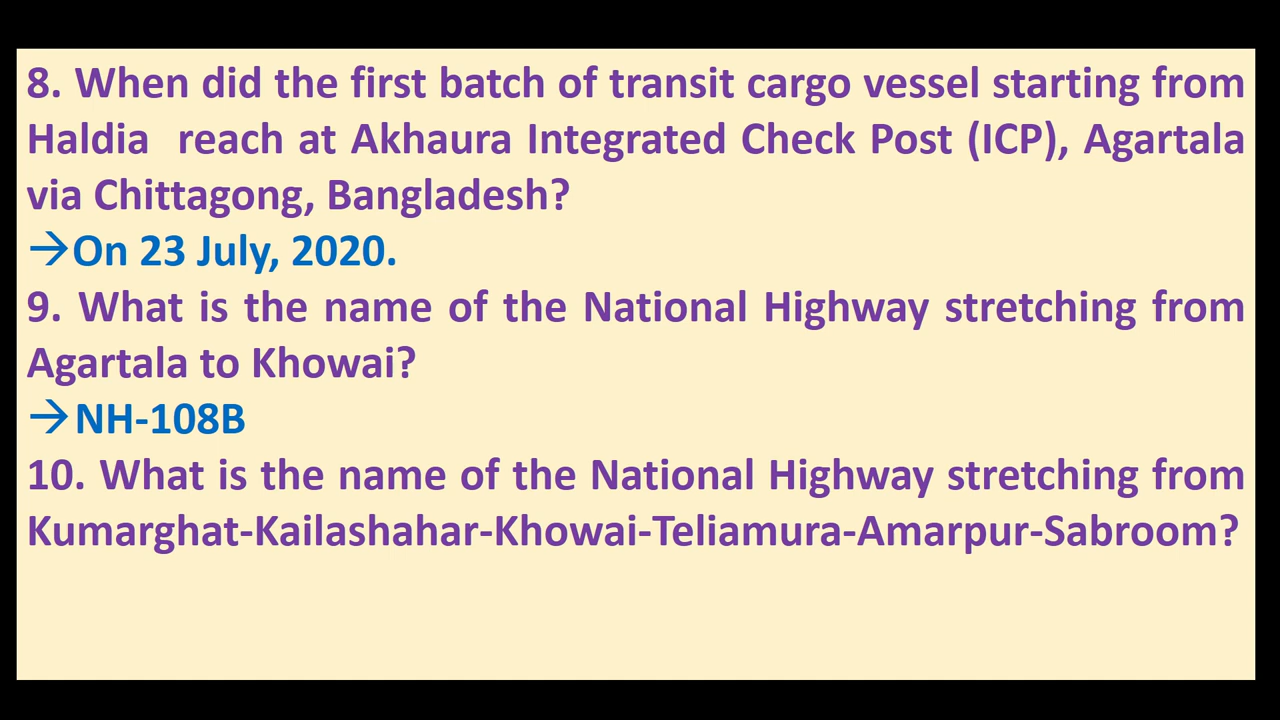 8. When did the first batch of transit cargo vessel starting from
Haldia reach at Akhaura Integrated Check Post (ICP), Agartala
via Chittagong, Bangladesh?
→On 23 July, 2020.
9. What is the name of the National Highway stretching from
Agartala to Khowai?
→NH-108B
10. What is the name of the National Highway stretching from
Kumarghat-Kailashahar-Khowai-Teliamura-Amarpur-Sabroom?